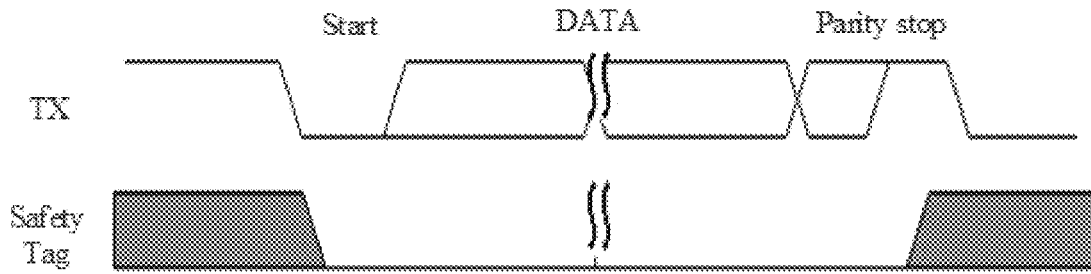 Start
DATA
Parity stop
TX
Safety
Tag